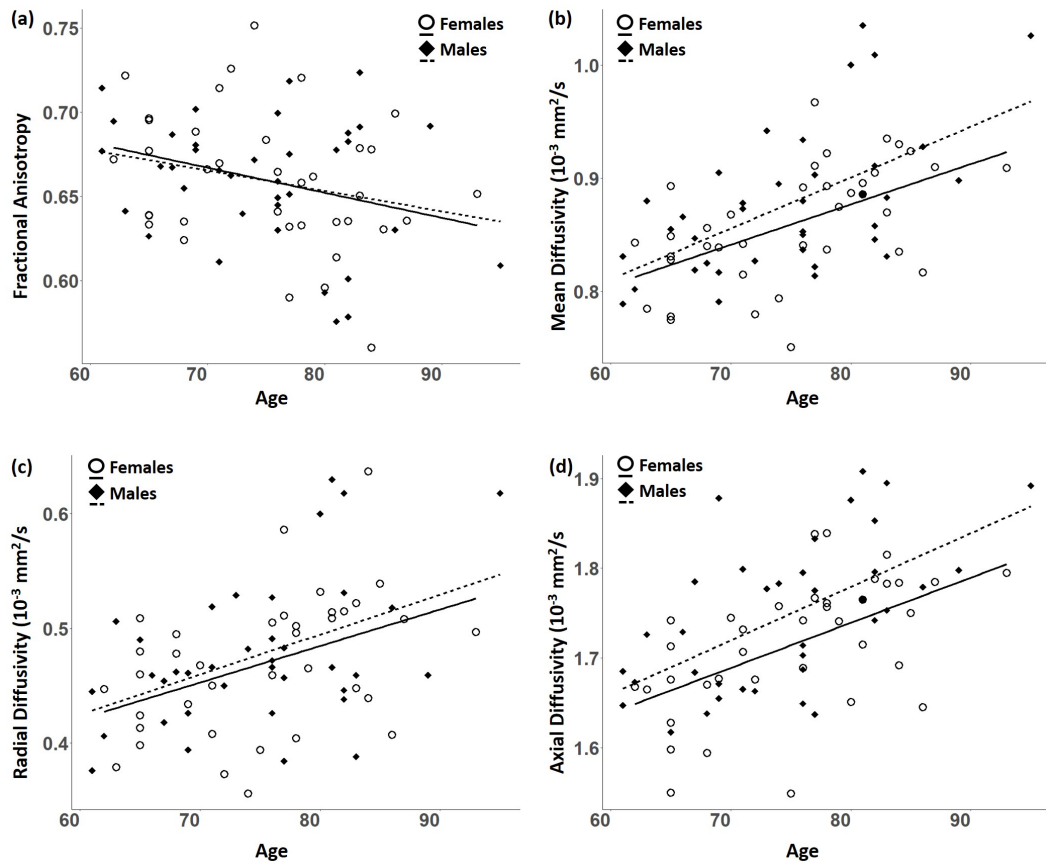 (a)
Females
Males
0.75
0.70
0.65
0.60
Fractional Anisotropy
60 70 80 90
Age
(b)
Females
Males
1.0
0.9
0.8
Mean Diffusivity (10⁻³ mm²/s)
60 70 80 90
Age
(c)
Females
Males
0.6
0.5
0.4
Radial Diffusivity (10⁻³ mm²/s
60 70 80 90
Age
(d)
Females
Males
1.9
1.8
1.7
1.6
Axial Diffusivity (10⁻³ mm²/s
60 70 80 90
Age